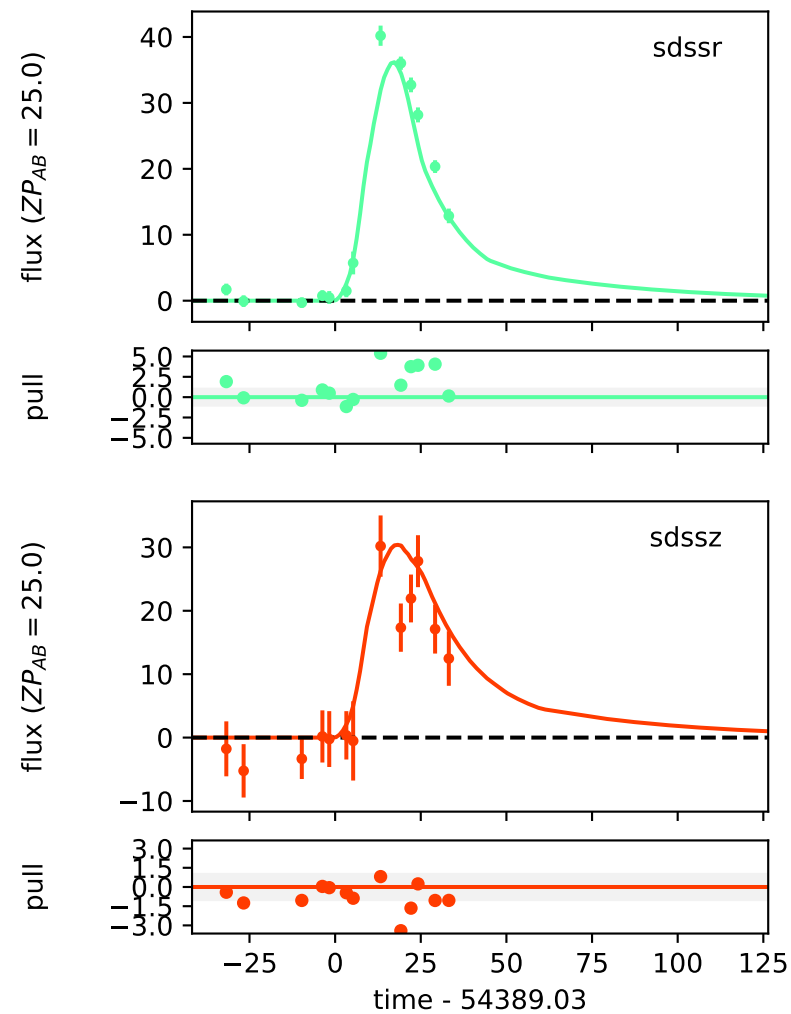 sdssr
flux (ZP_AB = 25.0)
40
30
20
10
0
pull
5.0
2.5
0.0
−2.5
−5.0
sdssz
flux (ZP_AB = 25.0)
30
20
10
0
−10
pull
3.0
1.5
0.0
−1.5
−3.0
−25 0 25 50 75 100 125
time - 54389.03